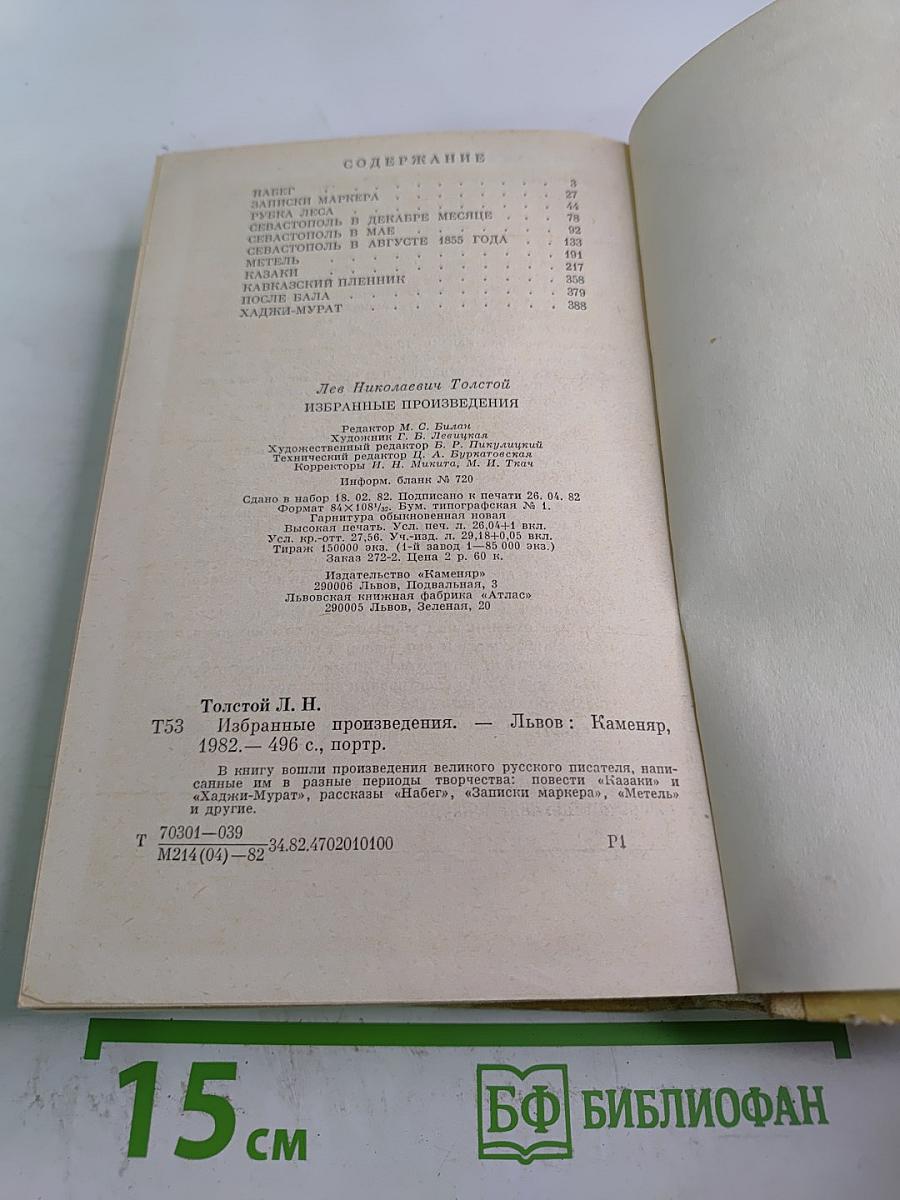 СОДЕРЖАНИЕ
НАБЕГ . . . . . . . . . . 3
ЗАПИСКИ МАРКЕРА . . . . . . . 27
РУБКА ЛЕСА . . . . . . . . 44
СЕВАСТОПОЛЬ В ДЕКАБРЕ МЕСЯЦЕ . . . 78
СЕВАСТОПОЛЬ В МАЕ . . . . . . . 92
СЕВАСТОПОЛЬ В АВГУСТЕ 1855 ГОДА . . 133
МЕТЕЛЬ . . . . . . . . . . 191
КАЗАКИ . . . . . . . . . . 217
КАВКАЗСКИЙ ПЛЕННИК . . . . . . 358
ПОСЛЕ БАЛА . . . . . . . . . 379
ХАДЖИ-МУРАТ . . . . . . . . 388
Лев Николаевич Толстой
ИЗБРАННЫЕ ПРОИЗВЕДЕНИЯ
Редактор М. С. Билан
Художник Г. Б. Левицкая
Художественный редактор Б. Р. Пикулицкий
Технический редактор Ц. А. Буркатовская
Корректоры И. Н. Микита, М. И. Ткач
Информ. бланк № 720
Сдано в набор 18. 02. 82. Подписано к печати 26. 04. 82
Формат 84×108¹/₃₂. Бум. типографская № 1.
Гарнитура обыкновенная новая
Высокая печать. Усл. печ. л. 26,04+1 вкл.
Усл. кр.-отт. 27,56. Уч.-изд. л. 29,18+0,05 вкл.
Тираж 150000 экз. (1-й завод 1—85 000 экз.)
Заказ 272-2. Цена 2 р. 60 к.
Издательство «Каменяр»
290006 Львов, Подвальная, 3
Львовская книжная фабрика «Атлас»
290005 Львов, Зеленая, 20
Толстой Л. Н.
Т53 Избранные произведения. — Львов: Каменяр,
1982.— 496 с., портр.
В книгу вошли произведения великого русского писателя, напи-
санные им в разные периоды творчества: повести «Казаки» и
«Хаджи-Мурат», рассказы «Набег», «Записки маркера», «Метель»
и другие.
Т 70301—039
М214(04)—82 34.82.4702010100 Р1
15 см
БФ БИБЛИОФАН